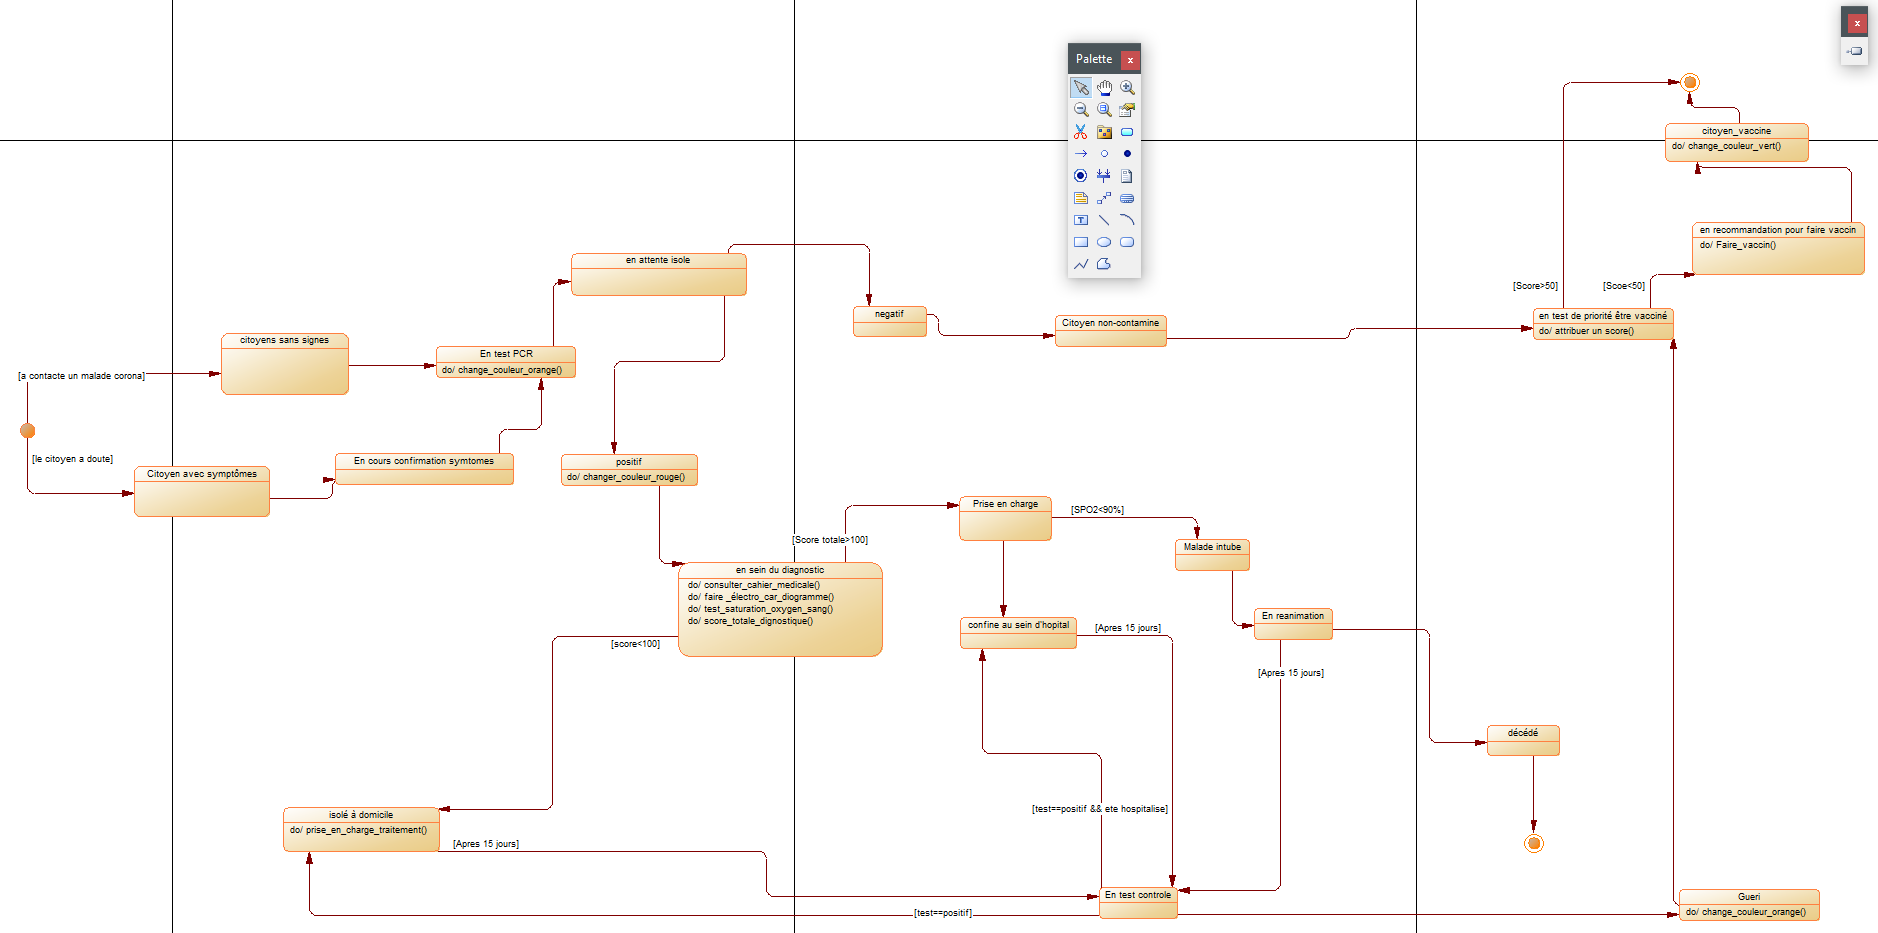 Palette
x
x
citoyen_vaccine
do/ change_couleur_vert()
en recommandation pour faire vaccin
do/ Faire_vaccin()
en attente isole
[Score>50]
[Scoe<50]
negatif
Citoyen non-contamine
en test de priorité être vacciné
do/ attribuer un score()
citoyens sans signes
En test PCR
do/ change_couleur_orange()
[a contacte un malade corona]
[le citoyen a doute]
Citoyen avec symptômes
En cours confirmation symtomes
positif
do/ changer_couleur_rouge()
Prise en charge
[SPO2<90%]
[Score totale>100]
Malade intube
en sein du diagnostic
do/ consulter_cahier_medicale()
do/ faire _électro_car_diogramme()
do/ test_saturation_oxygen_sang()
do/ score_totale_dignostique()
En reanimation
confine au sein d'hopital
[Apres 15 jours]
[score<100]
[Apres 15 jours]
décédé
[test==positif && ete hospitalise]
isolé à domicile
do/ prise_en_charge_traitement()
[Apres 15 jours]
En test controle
Gueri
do/ change_couleur_orange()
[test==positif]